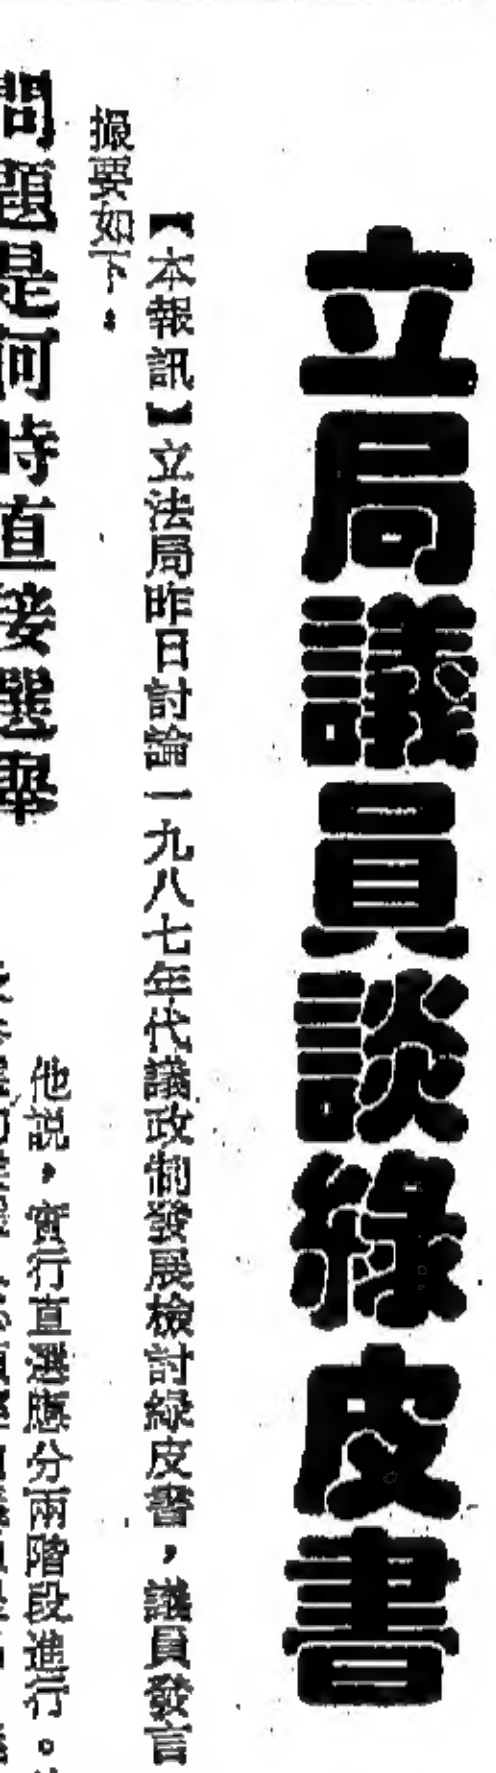 立局議員談綠皮書
【本報訊】立法局昨日討論一九八七年代議政制發展檢討綠皮書，議員發言
撮要如下：
問題是何時直接選舉
他說，實行直選應分兩階段進行。